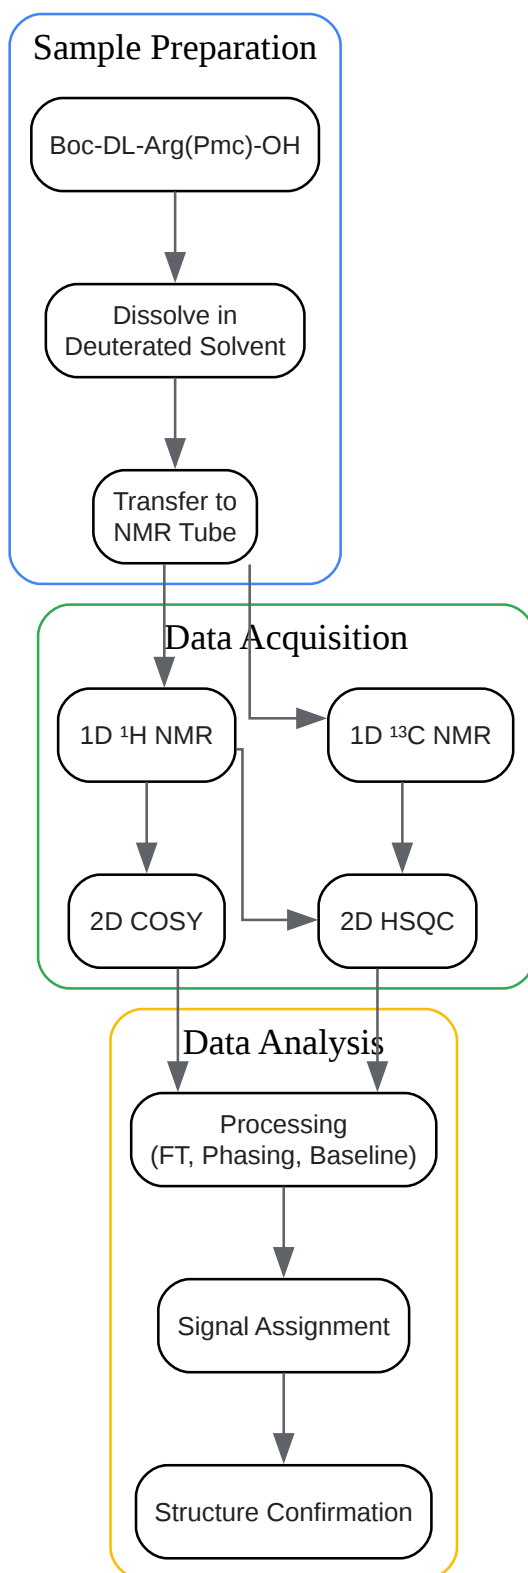 Sample Preparation
Boc-DL-Arg(Pmc)-OH
Dissolve in
Deuterated Solvent
Transfer to
NMR Tube
Data Acquisition
1D ¹H NMR
1D ¹³C NMR
2D COSY
2D HSQC
Data Analysis
Processing
(FT, Phasing, Baseline)
Signal Assignment
Structure Confirmation